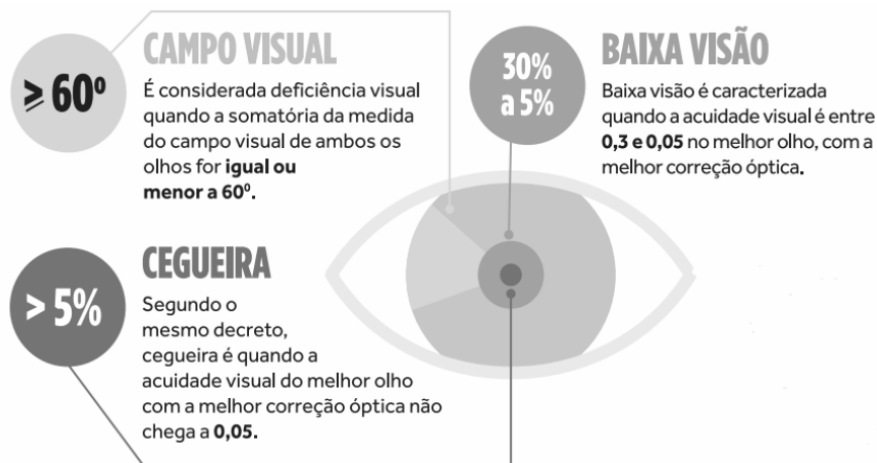 ≥ 60º
CAMPO VISUAL
É considerada deficiência visual
quando a somatória da medida
do campo visual de ambos os
olhos for igual ou
menor a 60º.
30%
a 5%
BAIXA VISÃO
Baixa visão é caracterizada
quando a acuidade visual é entre
0,3 e 0,05 no melhor olho, com a
melhor correção óptica.
> 5%
CEGUEIRA
Segundo o
mesmo decreto,
cegueira é quando a
acuidade visual do melhor olho
com a melhor correção óptica não
chega a 0,05.